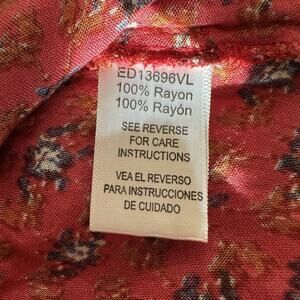 ED13696VL
100% Rayon
100% Rayón
SEE REVERSE
FOR CARE
INSTRUCTIONS
VEA EL REVERSO
PARA INSTRUCCIONES
DE CUIDADO